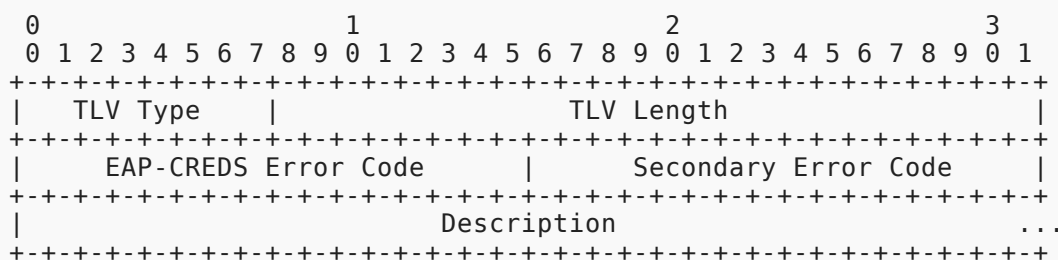 0                   1                   2                   3
 0 1 2 3 4 5 6 7 8 9 0 1 2 3 4 5 6 7 8 9 0 1 2 3 4 5 6 7 8 9 0 1
+-+-+-+-+-+-+-+-+-+-+-+-+-+-+-+-+-+-+-+-+-+-+-+-+-+-+-+-+-+-+-+-+
|   TLV Type    |                  TLV Length                   |
+-+-+-+-+-+-+-+-+-+-+-+-+-+-+-+-+-+-+-+-+-+-+-+-+-+-+-+-+-+-+-+-+
|     EAP-CREDS Error Code      |      Secondary Error Code     |
+-+-+-+-+-+-+-+-+-+-+-+-+-+-+-+-+-+-+-+-+-+-+-+-+-+-+-+-+-+-+-+-+
|                          Description                         ...
+-+-+-+-+-+-+-+-+-+-+-+-+-+-+-+-+-+-+-+-+-+-+-+-+-+-+-+-+-+-+-+-+